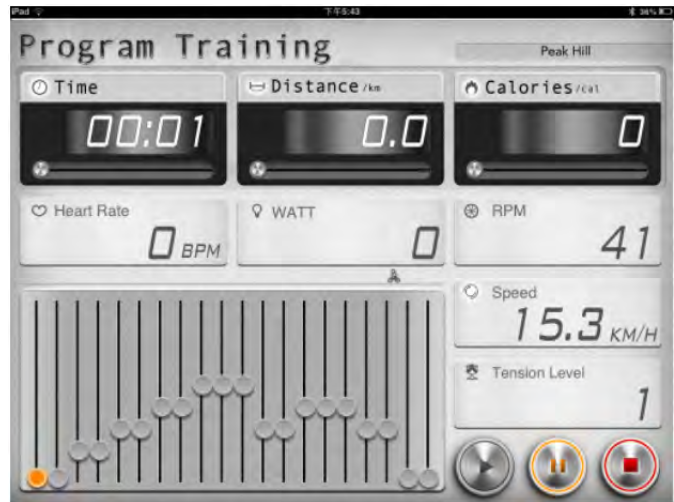 iPad 下午5:43 36%
Program Training
Peak Hill
Time
Distance /km
Calories /cal
00:01
0.0
0
Heart Rate
WATT
RPM
0 BPM
0
41
Speed
15.3 KM/H
Tension Level
1